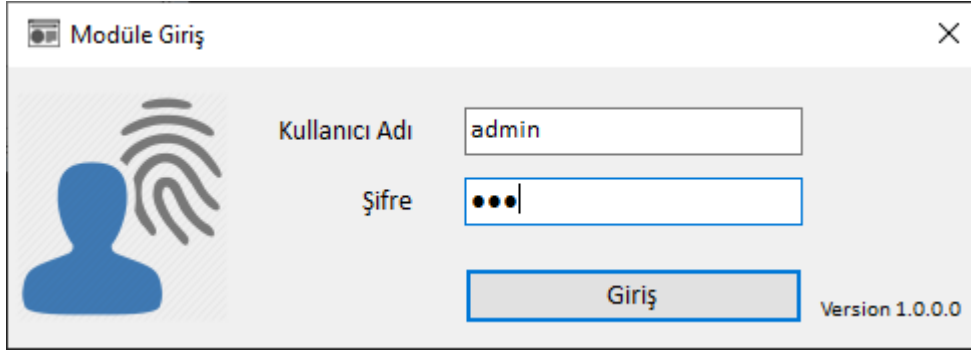 Modüle Giriş
Kullanıcı Adı
admin
Şifre
●●●
Giriş
Version 1.0.0.0